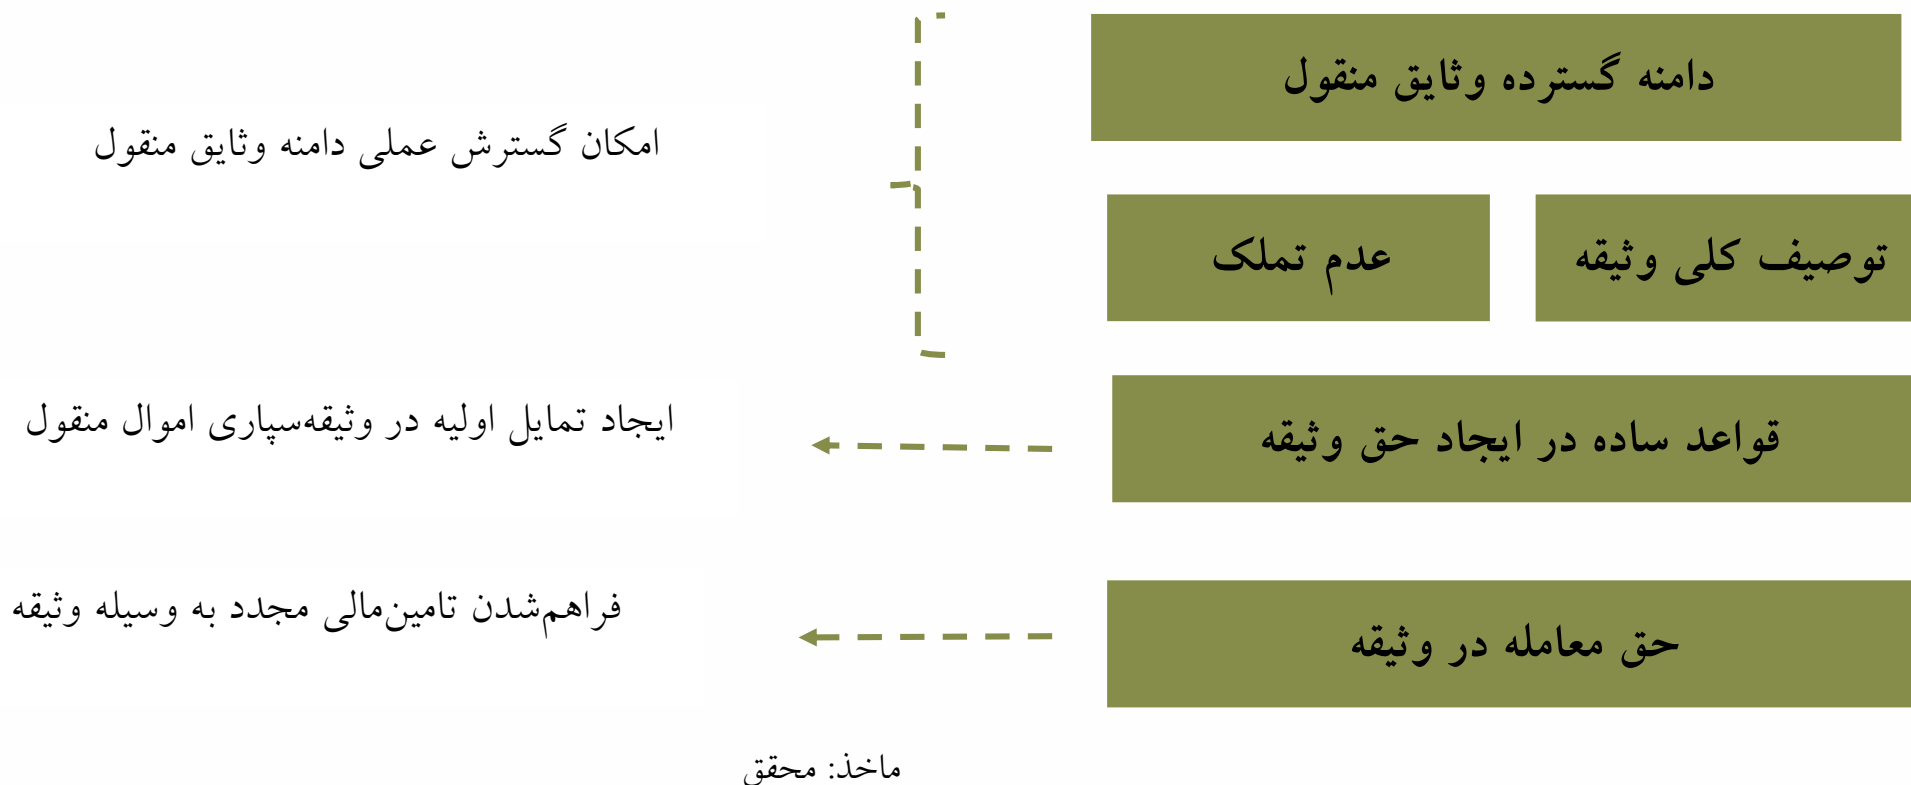 دامنه گسترده وثایق منقول
امکان گسترش عملی دامنه وثایق منقول
توصیف کلی وثیقه
عدم تملک
قواعد ساده در ایجاد حق وثیقه
ایجاد تمایل اولیه در وثیقه‌سپاری اموال منقول
حق معامله در وثیقه
فراهم‌شدن تامین‌مالی مجدد به وسیله وثیقه
ماخذ: محقق